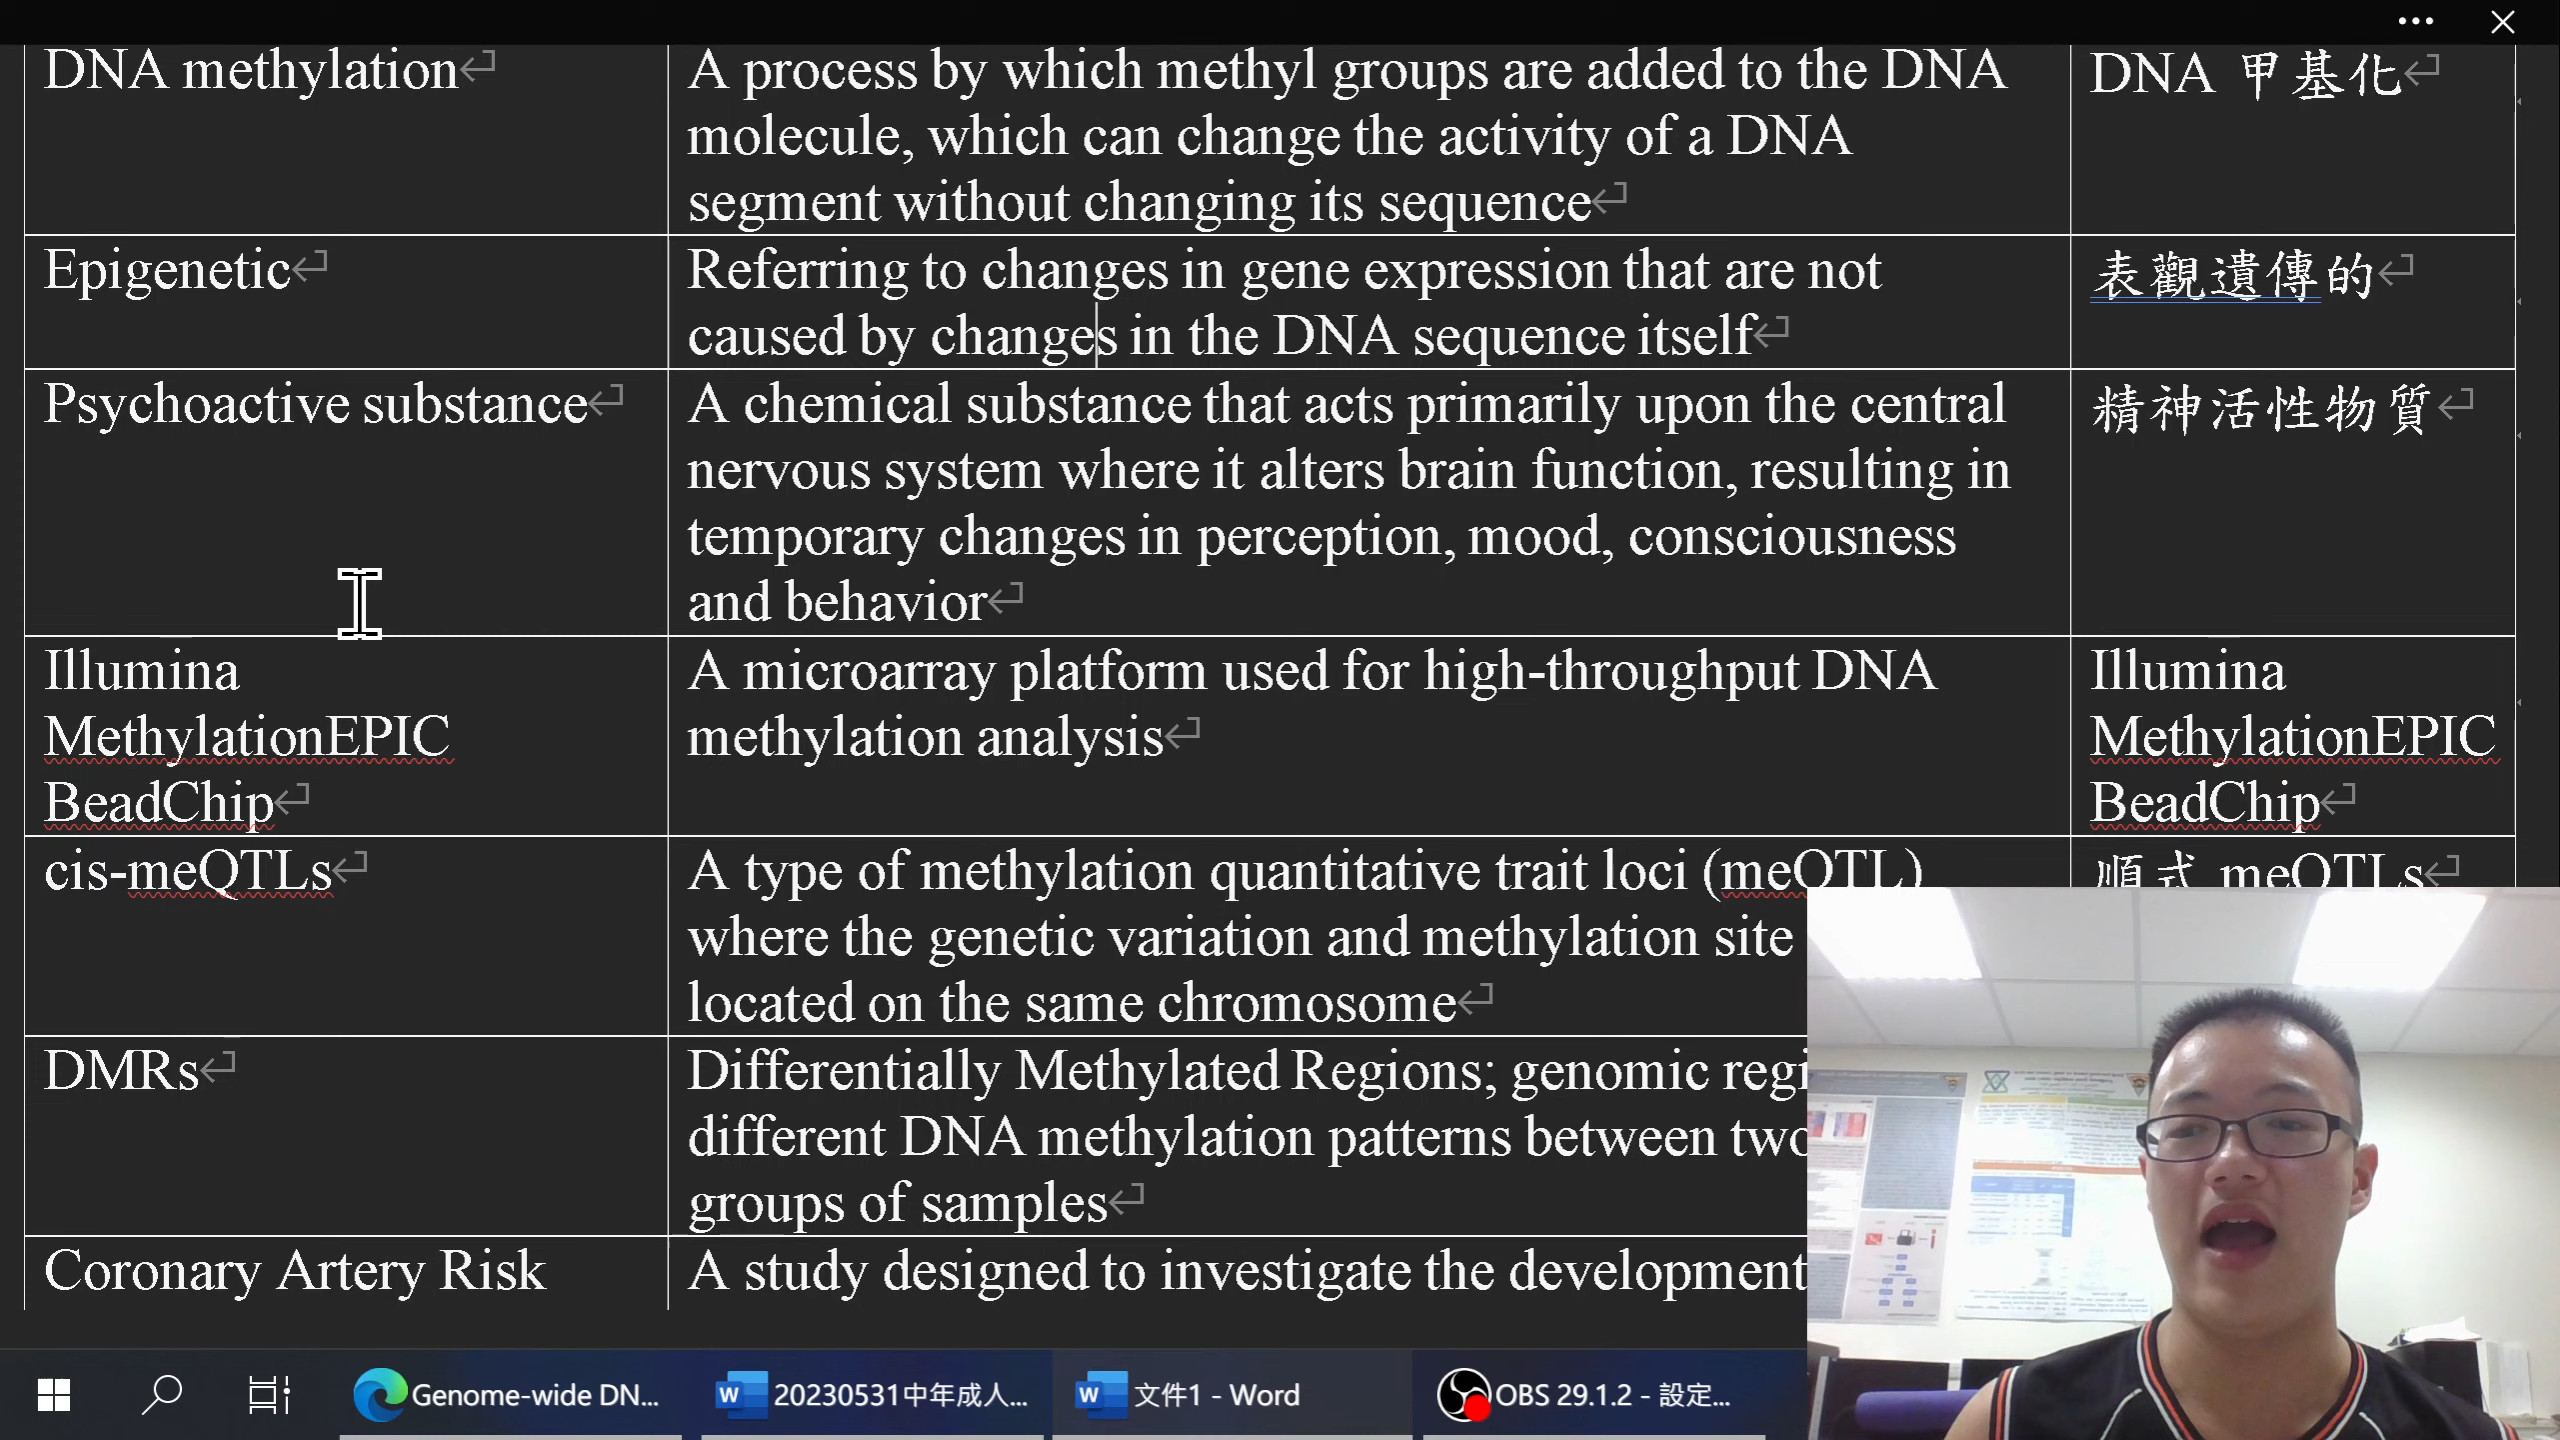 DNA methylation
A process by which methyl groups are added to the DNA
molecule, which can change the activity of a DNA
segment without changing its sequence
DNA 甲基化
Epigenetic
Referring to changes in gene expression that are not
caused by changes in the DNA sequence itself
表觀遺傳的
Psychoactive substance
A chemical substance that acts primarily upon the central
nervous system where it alters brain function, resulting in
temporary changes in perception, mood, consciousness
and behavior
精神活性物質
Illumina
MethylationEPIC
BeadChip
A microarray platform used for high-throughput DNA
methylation analysis
Illumina
MethylationEPIC
BeadChip
cis-meQTLs
A type of methylation quantitative trait loci (meQTL)
where the genetic variation and methylation site
located on the same chromosome
順式 meQTLs
DMRs
Differentially Methylated Regions; genomic regi
different DNA methylation patterns between two
groups of samples
Coronary Artery Risk
A study designed to investigate the development
Genome-wide DN...
20230531中年成人...
文件1 - Word
OBS 29.1.2 - 設定...